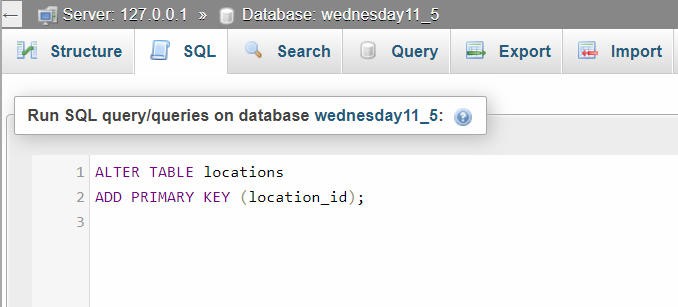 ← Server: 127.0.0.1 » Database: wednesday11_5
Structure SQL Search Query Export Import
Run SQL query/queries on database wednesday11_5:
1 ALTER TABLE locations
2 ADD PRIMARY KEY (location_id);
3